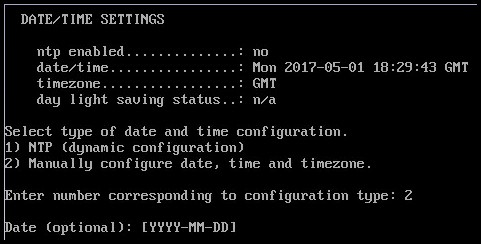 DATE/TIME SETTINGS
ntp enabled..............: no
date/time................: Mon 2017-05-01 18:29:43 GMT
timezone.................: GMT
day light saving status..: n/a
Select type of date and time configuration.
1) NTP (dynamic configuration)
2) Manually configure date, time and timezone.
Enter number corresponding to configuration type: 2
Date (optional): [YYYY-MM-DD]